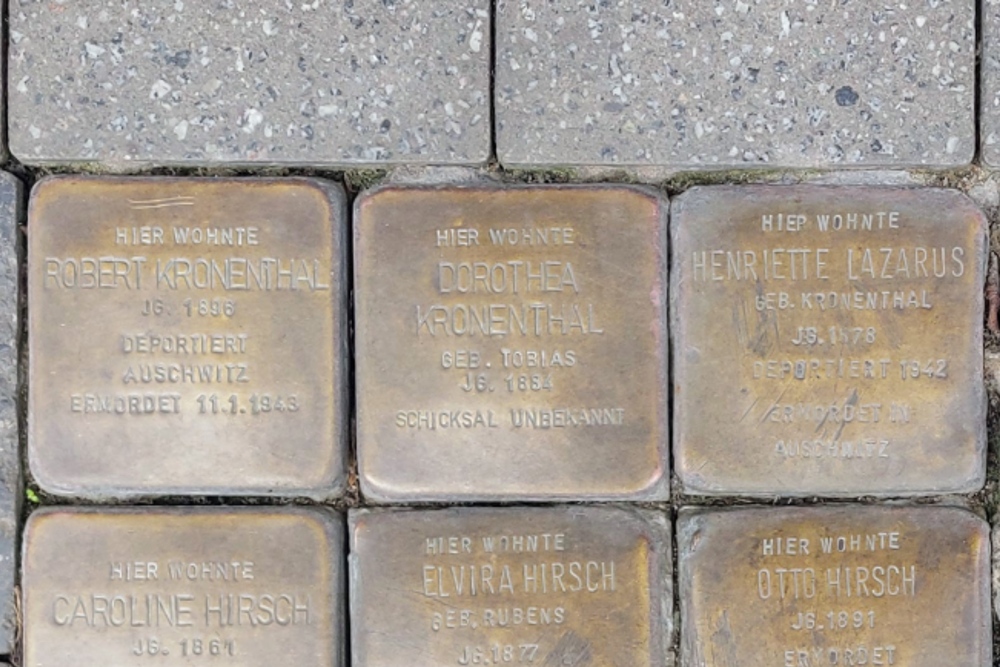 HIER WOHNTE
ROBERT KRONENTHAL
JG. 1896
DEPORTIERT
AUSCHWITZ
ERMORDET 11.1.1943
HIER WOHNTE
DOROTHEA
KRONENTHAL
GEB. TOBIAS
JG. 1884
SCHICKSAL UNBEKANNT
HIER WOHNTE
HENRIETTE LAZARUS
GEB. KRONENTHAL
JG. 1878
DEPORTIERT 1942
ERMORDET IN
AUSCHWITZ
HIER WOHNTE
CAROLINE HIRSCH
JG. 1861
HIER WOHNTE
ELVIRA HIRSCH
GEB. RUBENS
JG. 1877
HIER WOHNTE
OTTO HIRSCH
JG. 1891
ERMORDET